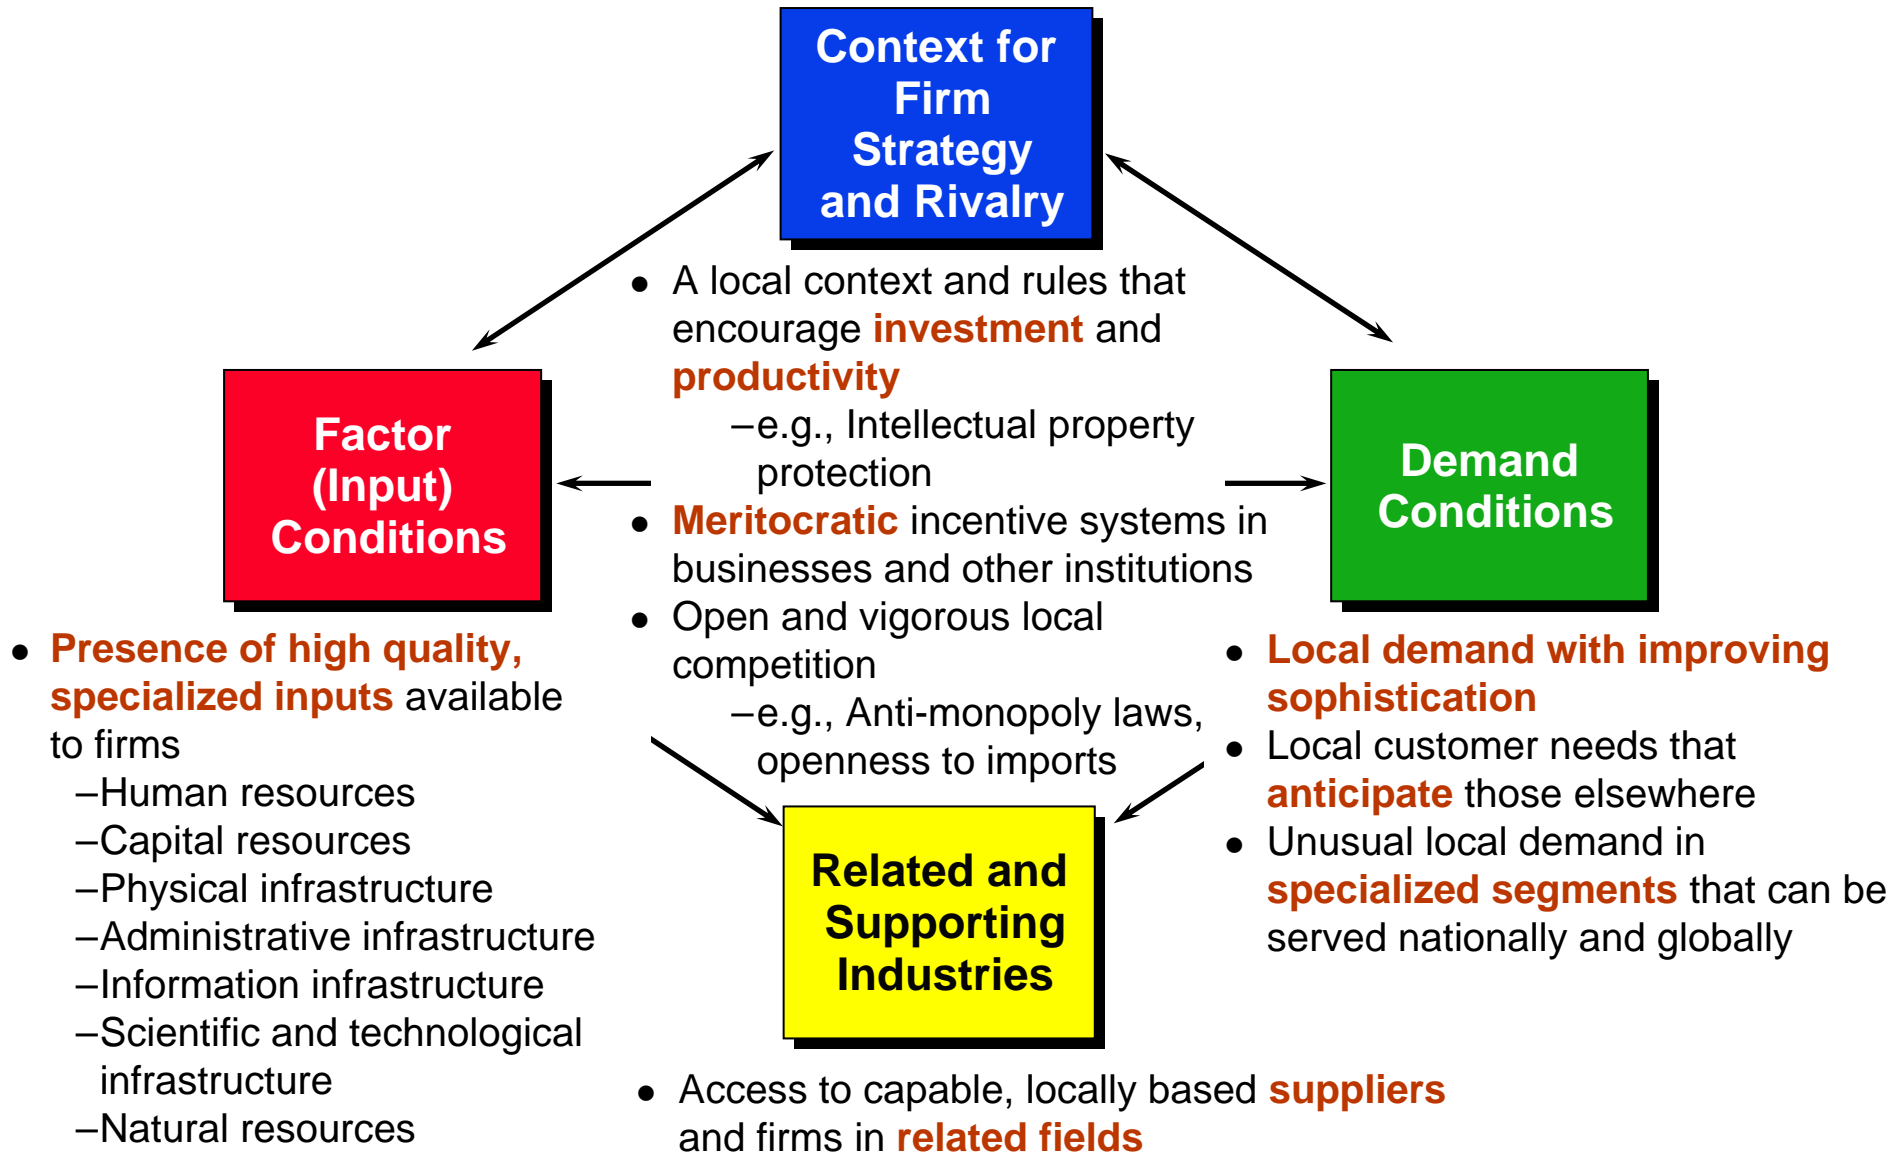 Context for
Firm
Strategy
and Rivalry
● A local context and rules that
encourage investment and
productivity
–e.g., Intellectual property
protection
● Meritocratic incentive systems in
businesses and other institutions
● Open and vigorous local
competition
–e.g., Anti-monopoly laws,
openness to imports
Factor
(Input)
Conditions
● Presence of high quality,
specialized inputs available
to firms
–Human resources
–Capital resources
–Physical infrastructure
–Administrative infrastructure
–Information infrastructure
–Scientific and technological
infrastructure
–Natural resources
Demand
Conditions
● Local demand with improving
sophistication
● Local customer needs that
anticipate those elsewhere
● Unusual local demand in
specialized segments that can be
served nationally and globally
Related and
Supporting
Industries
● Access to capable, locally based suppliers
and firms in related fields